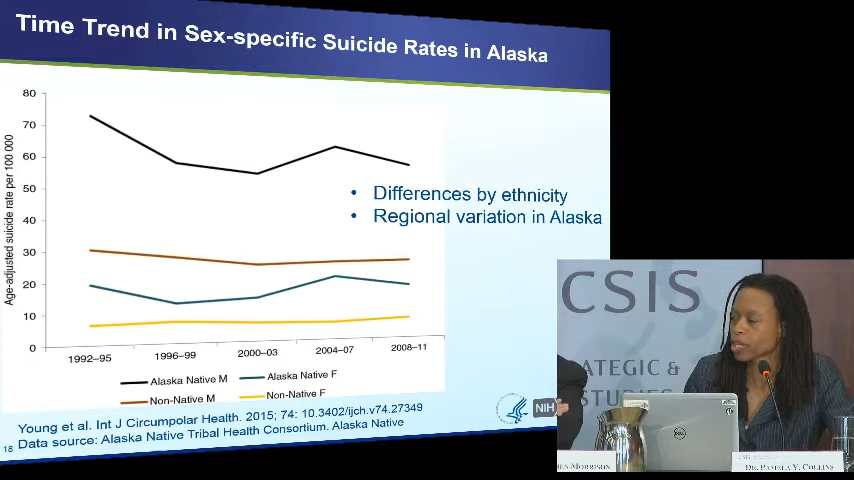 Time Trend in Sex-specific Suicide Rates in Alaska
80
70
60
50
40
30
20
10
0
Age-adjusted suicide rate per 100 000
1992–95 1996–99 2000–03 2004–07 2008–11
Alaska Native M Alaska Native F
Non-Native M Non-Native F
• Differences by ethnicity
• Regional variation in Alaska
Young et al. Int J Circumpolar Health. 2015; 74: 10.3402/ijch.v74.27349
Data source: Alaska Native Tribal Health Consortium. Alaska Native
18
NIH
CSIS
ATEGIC &
STUDIES
DELL
HEN MORRISON
CSIS
DR. PAMELA Y. COLLINS